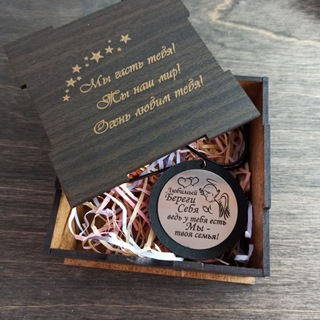 Мы часть тебя!
Ты наш мир!
Очень любим тебя!
Любимый
Береги
Себя
ведь у тебя есть
Мы -
твоя семья!